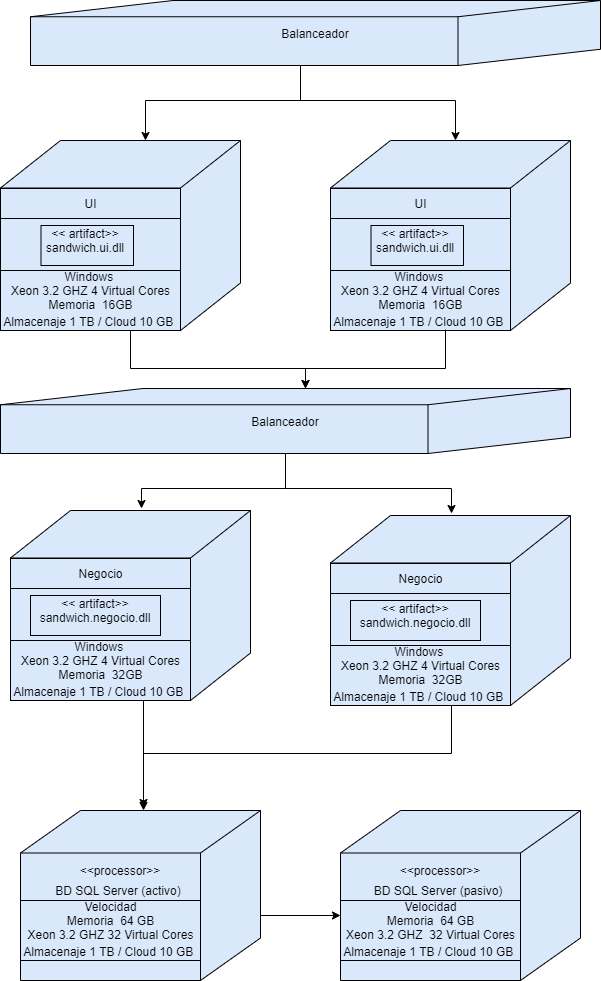 Balanceador
UI
<< artifact>>
sandwich.ui.dll
Windows
Xeon 3.2 GHZ 4 Virtual Cores
Memoria  16GB
Almacenaje 1 TB / Cloud 10 GB
UI
<< artifact>>
sandwich.ui.dll
Windows
Xeon 3.2 GHZ 4 Virtual Cores
Memoria  16GB
Almacenaje 1 TB / Cloud 10 GB
Balanceador
Negocio
<< artifact>>
sandwich.negocio.dll
Windows
Xeon 3.2 GHZ 4 Virtual Cores
Memoria  32GB
Almacenaje 1 TB / Cloud 10 GB
Negocio
<< artifact>>
sandwich.negocio.dll
Windows
Xeon 3.2 GHZ 4 Virtual Cores
Memoria  32GB
Almacenaje 1 TB / Cloud 10 GB
<<processor>>
BD SQL Server (activo)
Velocidad
Memoria  64 GB
Xeon 3.2 GHZ 32 Virtual Cores
Almacenaje 1 TB / Cloud 10 GB
<<processor>>
BD SQL Server (pasivo)
Velocidad
Memoria  64 GB
Xeon 3.2 GHZ  32 Virtual Cores
Almacenaje 1 TB / Cloud 10 GB